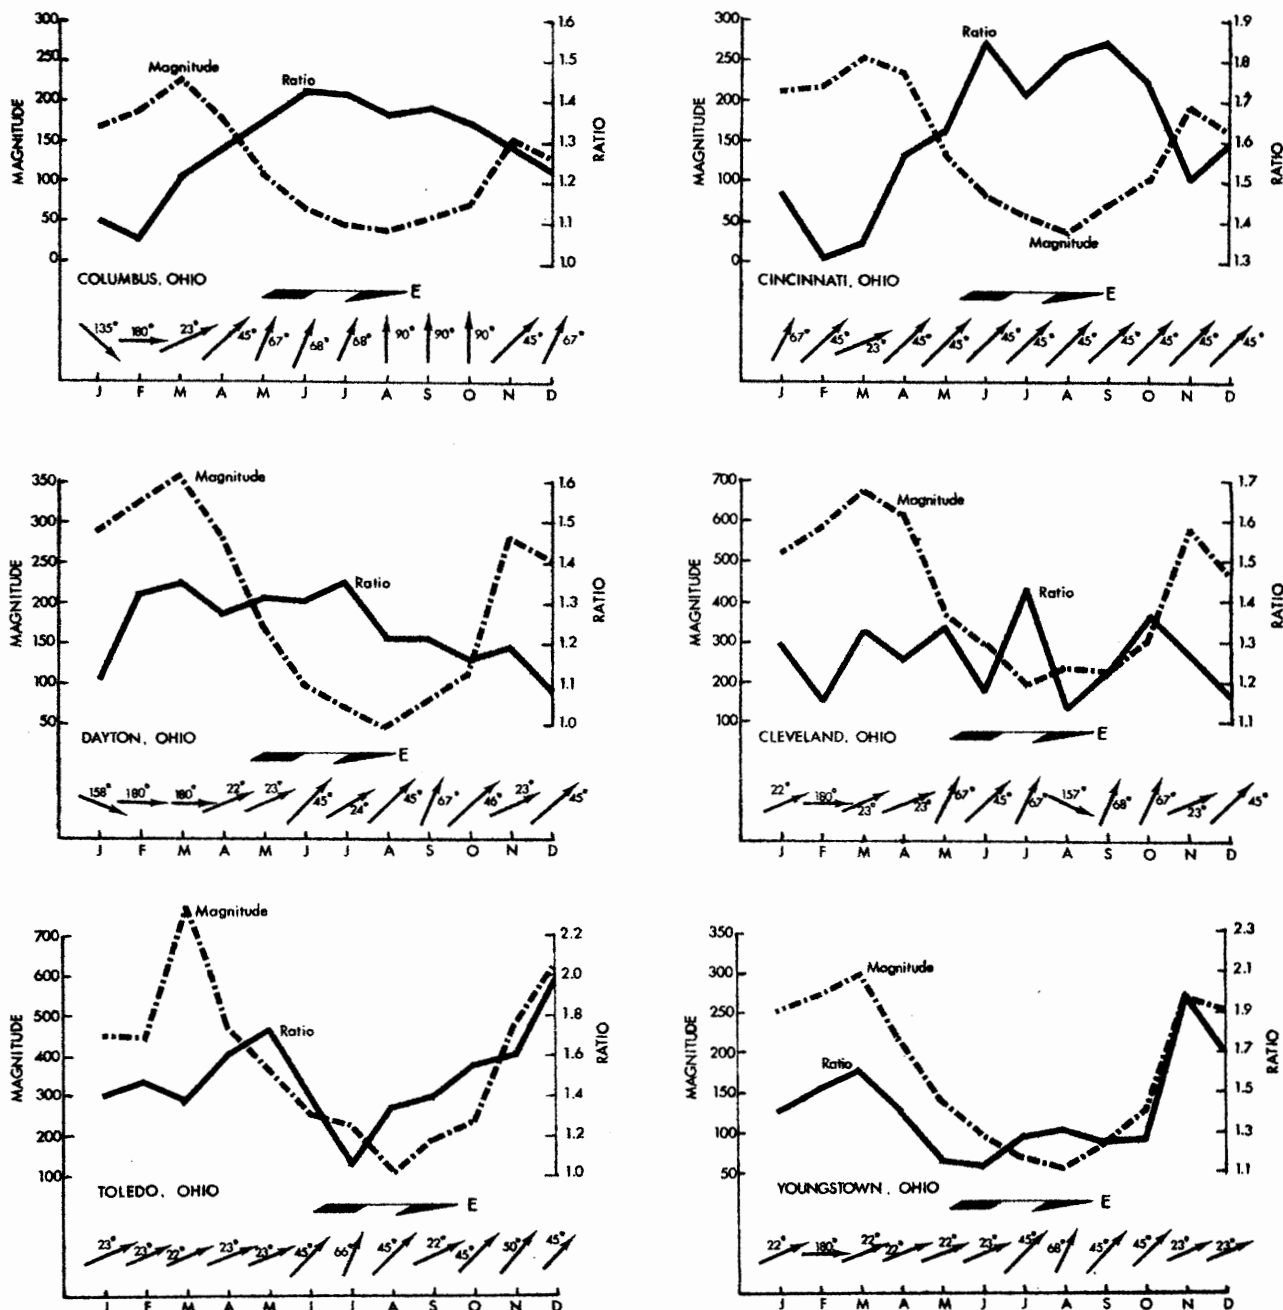 300 1.6 300 1.9
250 Magnitude 1.5 250 Ratio 1.8
200 Ratio 1.4 200 1.7
MAGNITUDE 150 1.3 RATIO MAGNITUDE 150 1.6 RATIO
100 1.2 100 1.5
50 1.1 50 1.4
0 1.0 0 Magnitude 1.3
COLUMBUS, OHIO CINCINNATI, OHIO
E E
135° 180° 23° 45° 67° 68° 68° 90° 90° 90° 45° 67° 67° 45° 23° 45° 45° 45° 45° 45° 45° 45° 45° 45°
J F M A M J J A S O N D J F M A M J J A S O N D
350 Magnitude 1.6 700 Magnitude 1.7
300 1.5 600 1.6
250 1.4 500 1.5
MAGNITUDE 200 Ratio 1.3 RATIO MAGNITUDE 400 Ratio 1.4 RATIO
150 1.2 300 1.3
100 1.1 200 1.2
50 1.0 100 1.1
DAYTON, OHIO CLEVELAND, OHIO
E E
158° 180° 180° 22° 23° 45° 24° 45° 67° 46° 23° 45° 22° 180° 23° 23° 67° 45° 67° 157° 68° 67° 23° 45°
J F M A M J J A S O N D J F M A M J J A S O N D
700 Magnitude 2.2 350 2.3
600 2.0 300 Magnitude 2.1
500 Ratio 1.8 250 1.9
MAGNITUDE 400 1.6 RATIO MAGNITUDE 200 Ratio 1.7 RATIO
300 1.4 150 1.5
200 1.2 100 1.3
100 1.0 50 1.1
TOLEDO, OHIO YOUNGSTOWN, OHIO
E E
23° 23° 22° 23° 23° 45° 66° 45° 22° 45° 50° 45° 22° 180° 22° 22° 22° 23° 45° 68° 45° 45° 23° 23°
J F M A M J J A S O N D J F M A M J J A S O N D